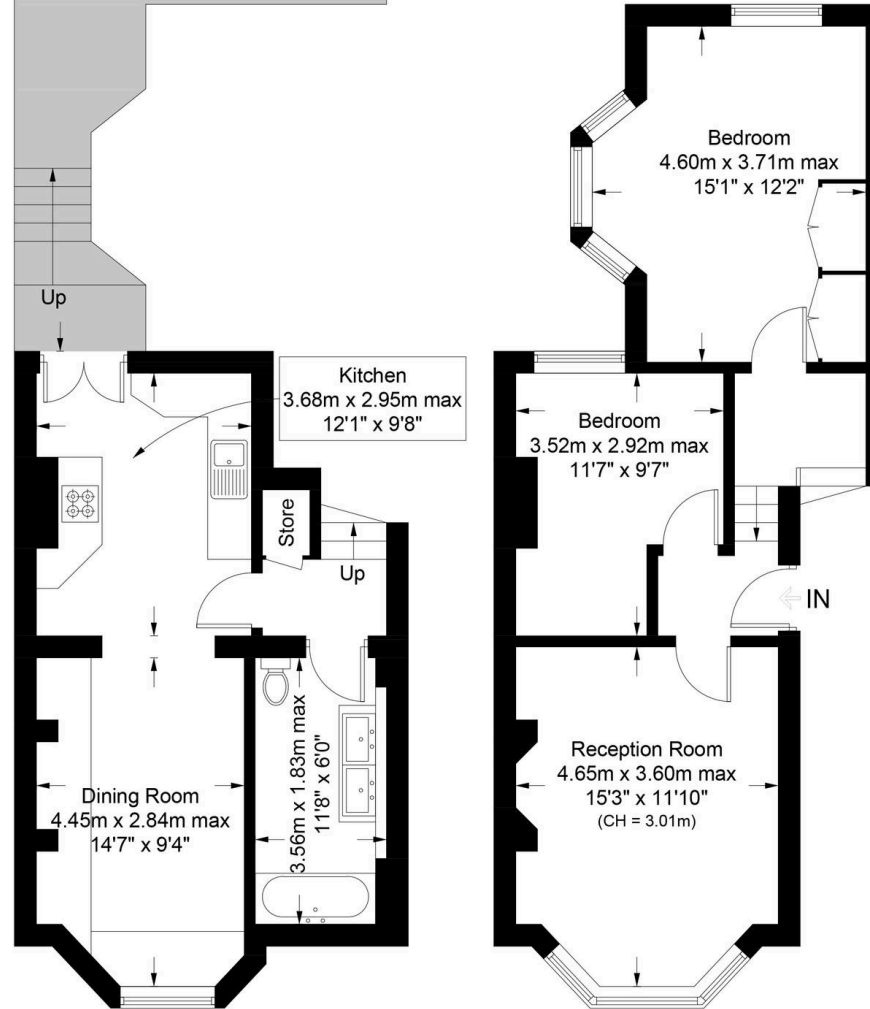 Bedroom
4.60m x 3.71m max
15'1" x 12'2"
Up
Kitchen
3.68m x 2.95m max
12'1" x 9'8"
Bedroom
3.52m x 2.92m max
11'7" x 9'7"
Store
Up
IN
Dining Room
4.45m x 2.84m max
14'7" x 9'4"
3.56m x 1.83m max
11'8" x 6'0"
Reception Room
4.65m x 3.60m max
15'3" x 11'10"
(CH = 3.01m)